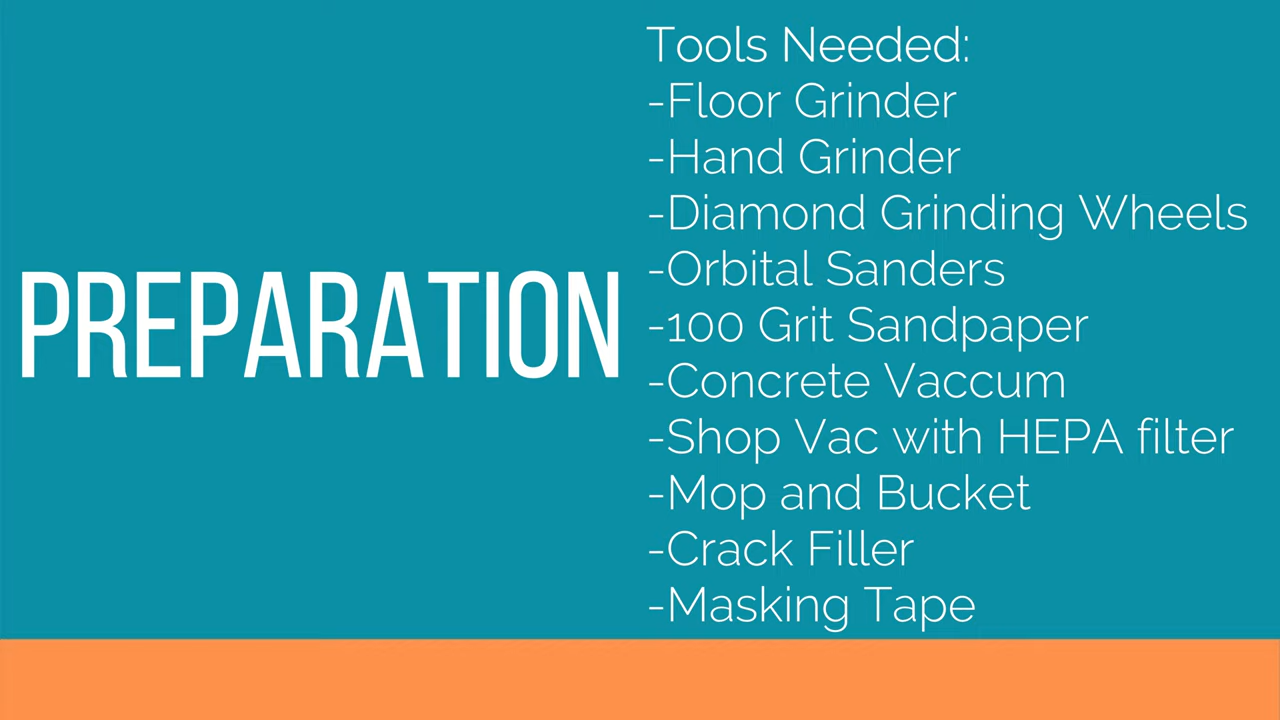 PREPARATION
Tools Needed:
-Floor Grinder
-Hand Grinder
-Diamond Grinding Wheels
-Orbital Sanders
-100 Grit Sandpaper
-Concrete Vaccum
-Shop Vac with HEPA filter
-Mop and Bucket
-Crack Filler
-Masking Tape